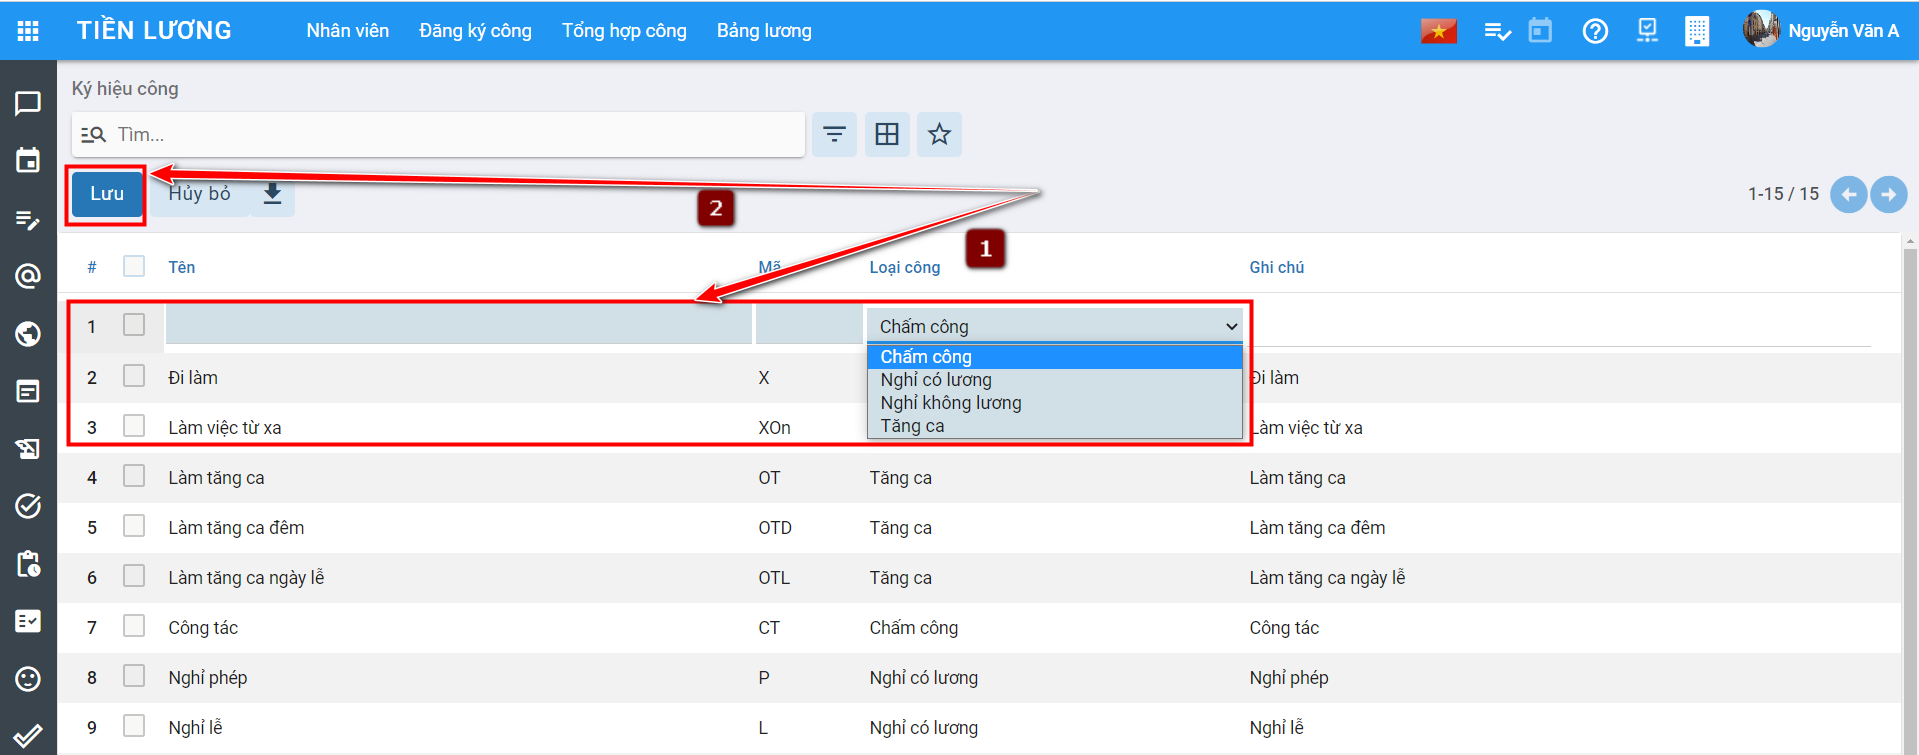 TIỀN LƯƠNG Nhân viên Đăng ký công Tổng hợp công Bảng lương Nguyễn Văn A
Ký hiệu công
Tìm...
Lưu Hủy bỏ 2 1-15 / 15
1
# Tên Mã Loại công Ghi chú
1 Chấm công
Chấm công
2 Đi làm X Đi làm
Nghỉ có lương
Nghỉ không lương
3 Làm việc từ xa XOn Làm việc từ xa
Tăng ca
4 Làm tăng ca OT Tăng ca Làm tăng ca
5 Làm tăng ca đêm OTD Tăng ca Làm tăng ca đêm
6 Làm tăng ca ngày lễ OTL Tăng ca Làm tăng ca ngày lễ
7 Công tác CT Chấm công Công tác
8 Nghỉ phép P Nghỉ có lương Nghỉ phép
9 Nghỉ lễ L Nghỉ có lương Nghỉ lễ